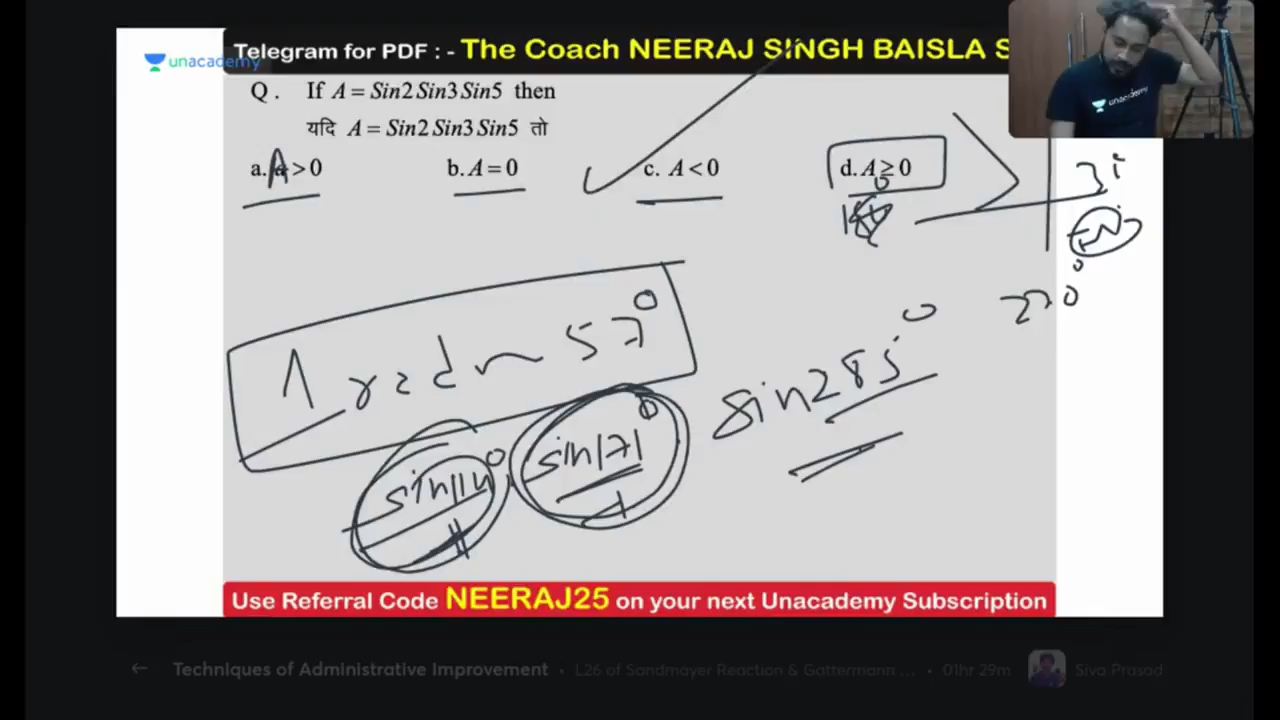 Telegram for PDF : - The Coach NEERAJ SINGH BAISLA S
unacademy
unacademy
Q . If A = Sin2 Sin3 Sin5 then
यदि A = Sin2 Sin3 Sin5 तो
a. A > 0 b. A = 0 c. A < 0 d. A ≥ 0
270°
57°
sin285°
sin114° sin171°
Use Referral Code NEERAJ25 on your next Unacademy Subscription
← Techniques of Administrative Improvement • L26 of Sandmayer Reaction & Gattermann ... • 01hr 29m Siva Prasad